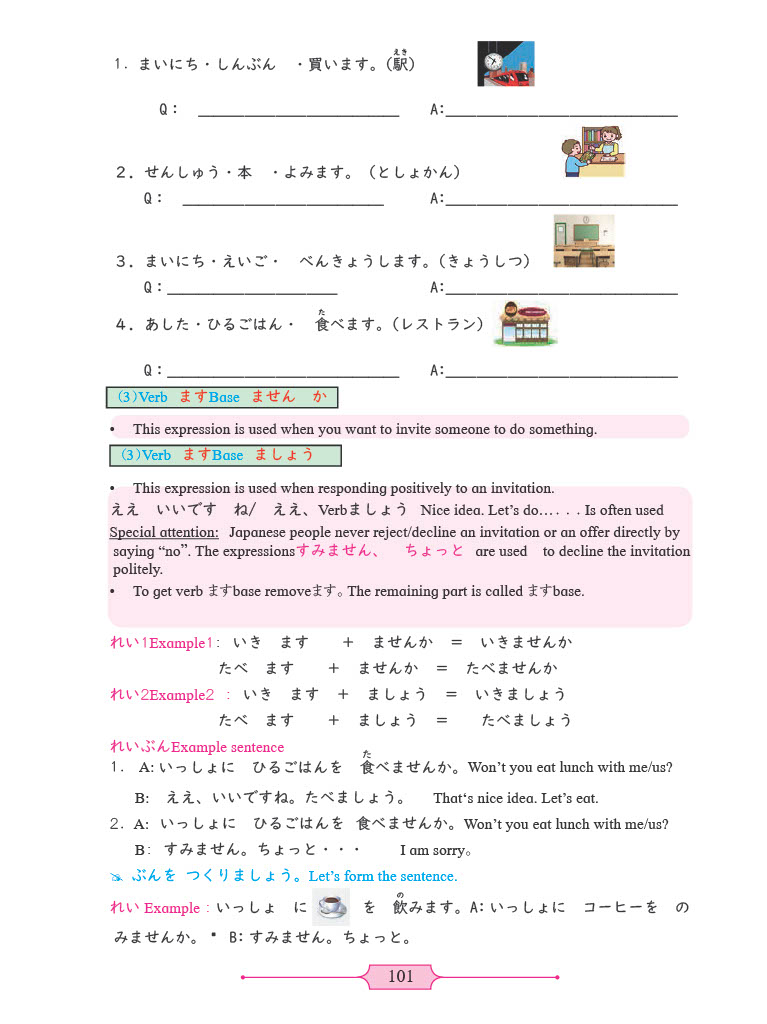 1. まいにち・しんぶん　・買います。(駅えき)
Q： __________________________ A:______________________________
2. せんしゅう・本　・よみます。（としょかん）
Q： __________________________ A:______________________________
3. まいにち・えいご・　べんきょうします。(きょうしつ)
Q：______________________ A:______________________________
4. あした・ひるごはん・　食たべます。(レストラン)
Q：______________________________ A:______________________________
(3)Verb ますBase ません　か
• This expression is used when you want to invite someone to do something.
(3)Verb ますBase ましょう
• This expression is used when responding positively to an invitation.
ええ　いいです　ね/　ええ、Verbましょう Nice idea. Let's do...．．. Is often used
Special attention: Japanese people never reject/decline an invitation or an offer directly by
saying “no”. The expressionsすみません、　ちょっと are used to decline the invitation
politely.
• To get verb ますbase removeます。The remaining part is called ますbase.
れい1Example1: いき　ます　＋　ませんか　＝　いきませんか
たべ　ます　＋　ませんか　＝　たべませんか
れい2Example2 : いき　ます　＋　ましょう　＝　いきましょう
たべ　ます　＋　ましょう　＝　たべましょう
れいぶんExample sentence
1. A: いっしょに　ひるごはんを　食たべませんか。Won't you eat lunch with me/us?
B:　ええ、いいですね。たべましょう。　That‘s nice idea. Let's eat.
2. A: いっしょに　ひるごはんを 食べませんか。Won't you eat lunch with me/us?
B: すみません。ちょっと・・・　I am sorry。
✎ ぶんを つくりましょう。Let's form the sentence.
れい Example : いっしょ　に　を　飲のみます。A: いっしょに　コーヒーを　の
みませんか。▪ B: すみません。ちょっと。
101